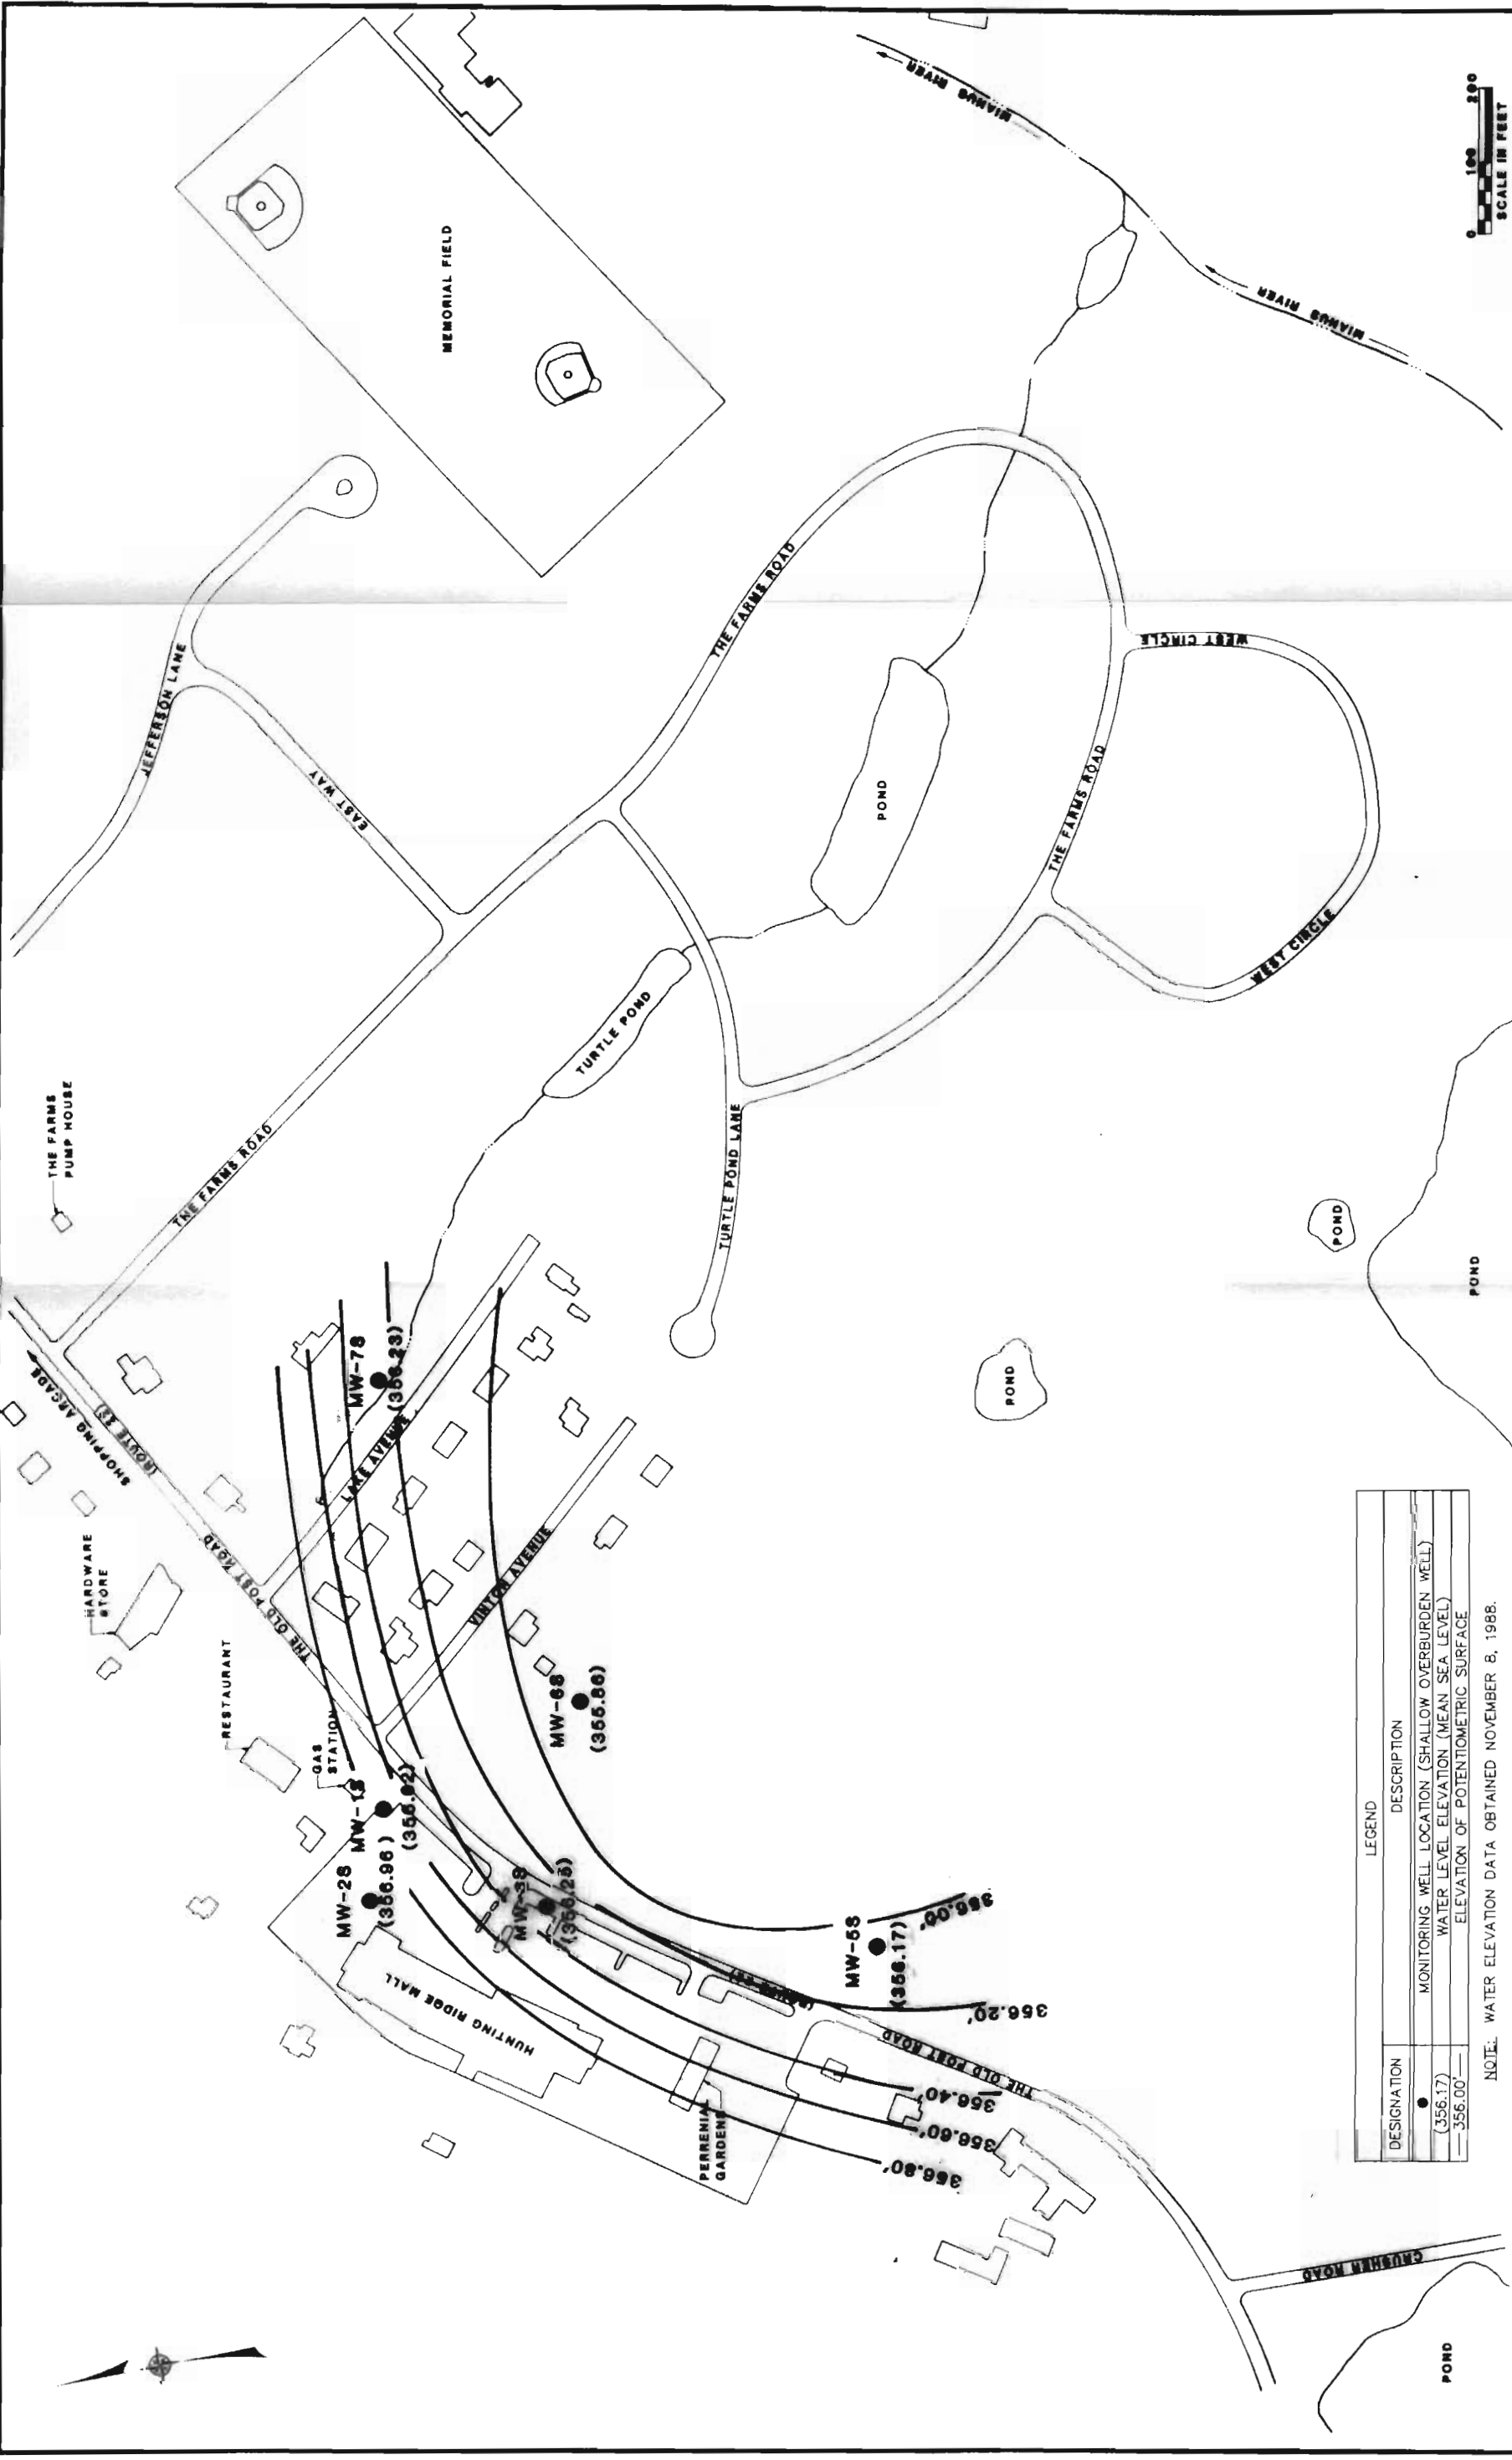 SHOPPING ARCADE
(ROUTE 22)
THE FARMS
PUMP HOUSE
JEFFERSON LANE
EAST WAY
MEMORIAL FIELD
MIANUS RIVER
MIANUS RIVER
HARDWARE
STORE
RESTAURANT
GAS
STATION
THE OLD POST ROAD
THE FARMS ROAD
THE FARMS ROAD
THE FARMS ROAD
LAKE AVENUE
VINTON AVENUE
TURTLE POND
TURTLE POND LANE
POND
WEST CIRCLE
WEST CIRCLE
MW-7S
(356.23)
MW-1S
MW-2S
(356.96)
MW-3S
(356.25)
MW-6S
(355.86)
MW-5S
(356.17)
HUNTING RIDGE MALL
PERRENIAL
GARDENS
THE OLD POST ROAD
356.00'
356.20'
356.40'
356.60'
356.80'
CRUSHER ROAD
POND
POND
POND
POND
LEGEND
DESIGNATION DESCRIPTION
MONITORING WELL LOCATION (SHALLOW OVERBURDEN WELL)
(356.17) WATER LEVEL ELEVATION (MEAN SEA LEVEL)
356.00' ELEVATION OF POTENTIOMETRIC SURFACE
NOTE: WATER ELEVATION DATA OBTAINED NOVEMBER 8, 1988.
0 100 200
SCALE IN FEET